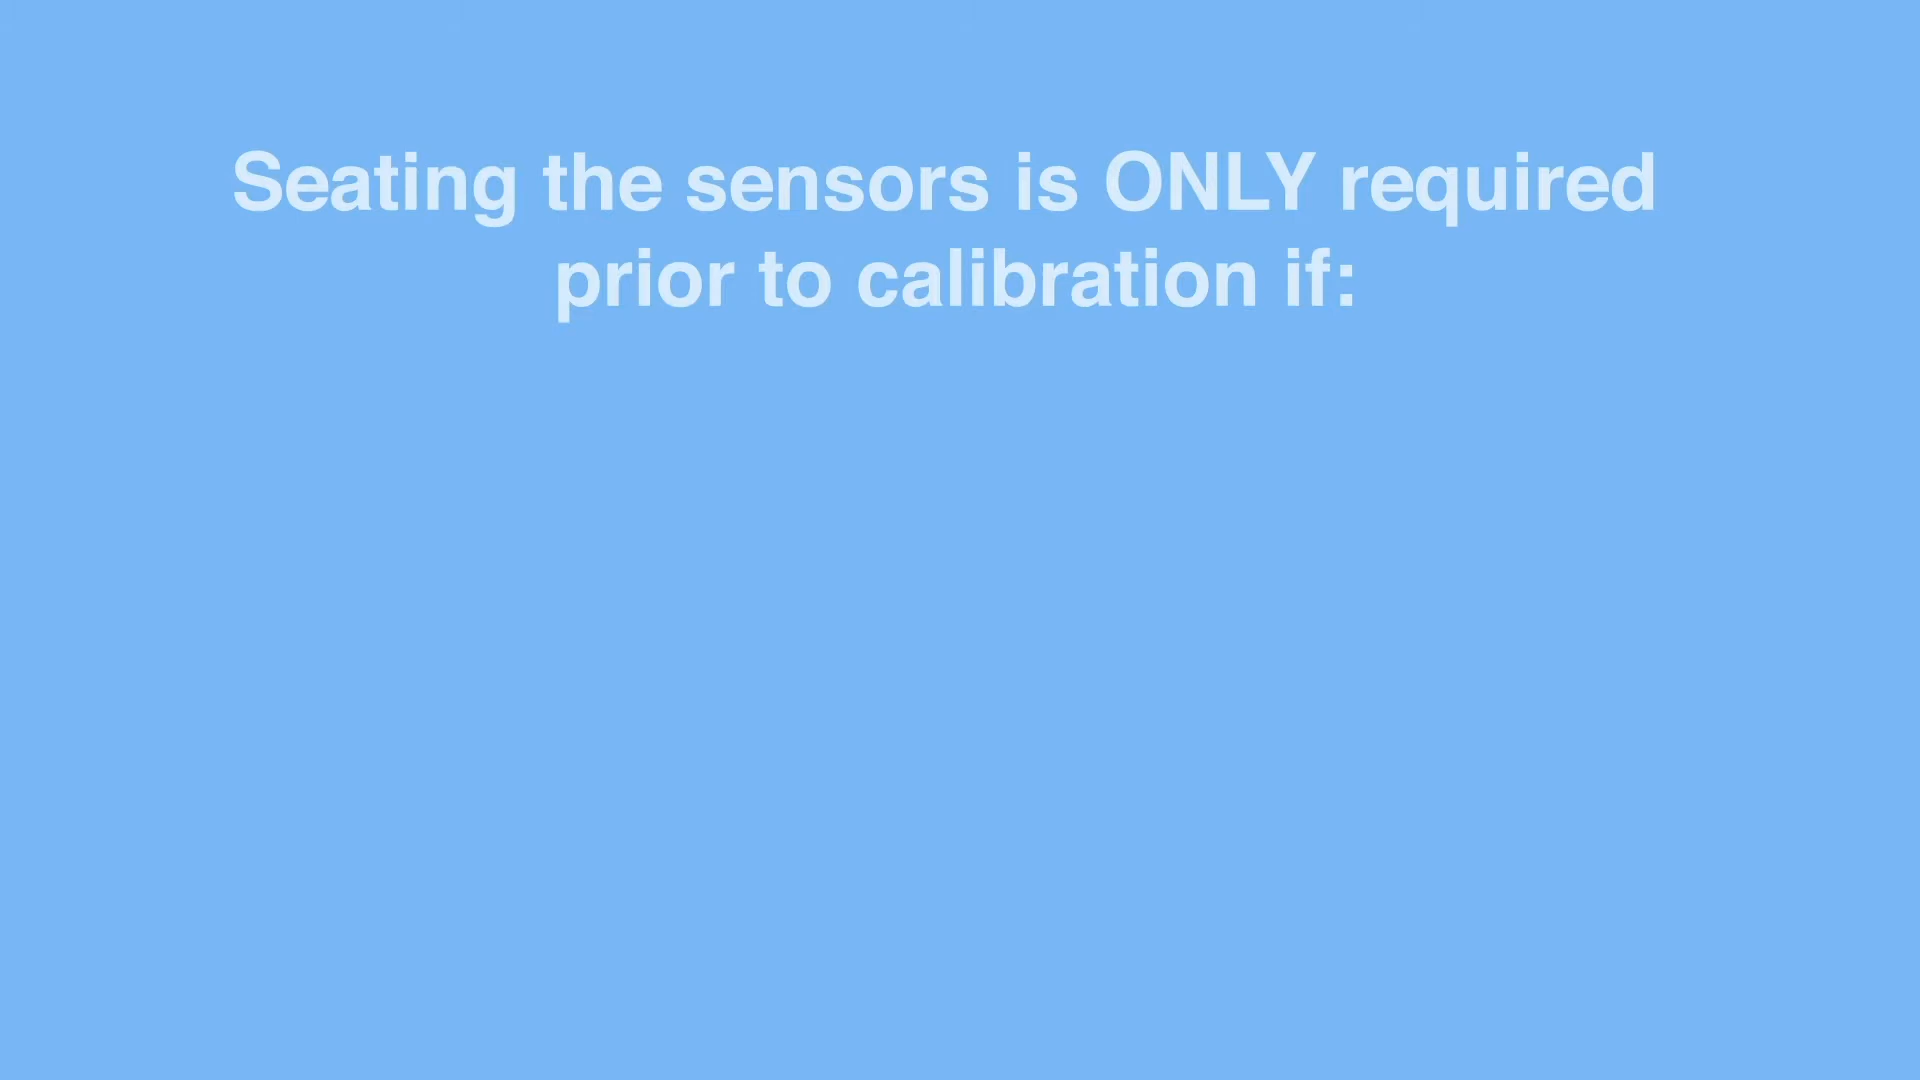 Seating the sensors is ONLY required
prior to calibration if: